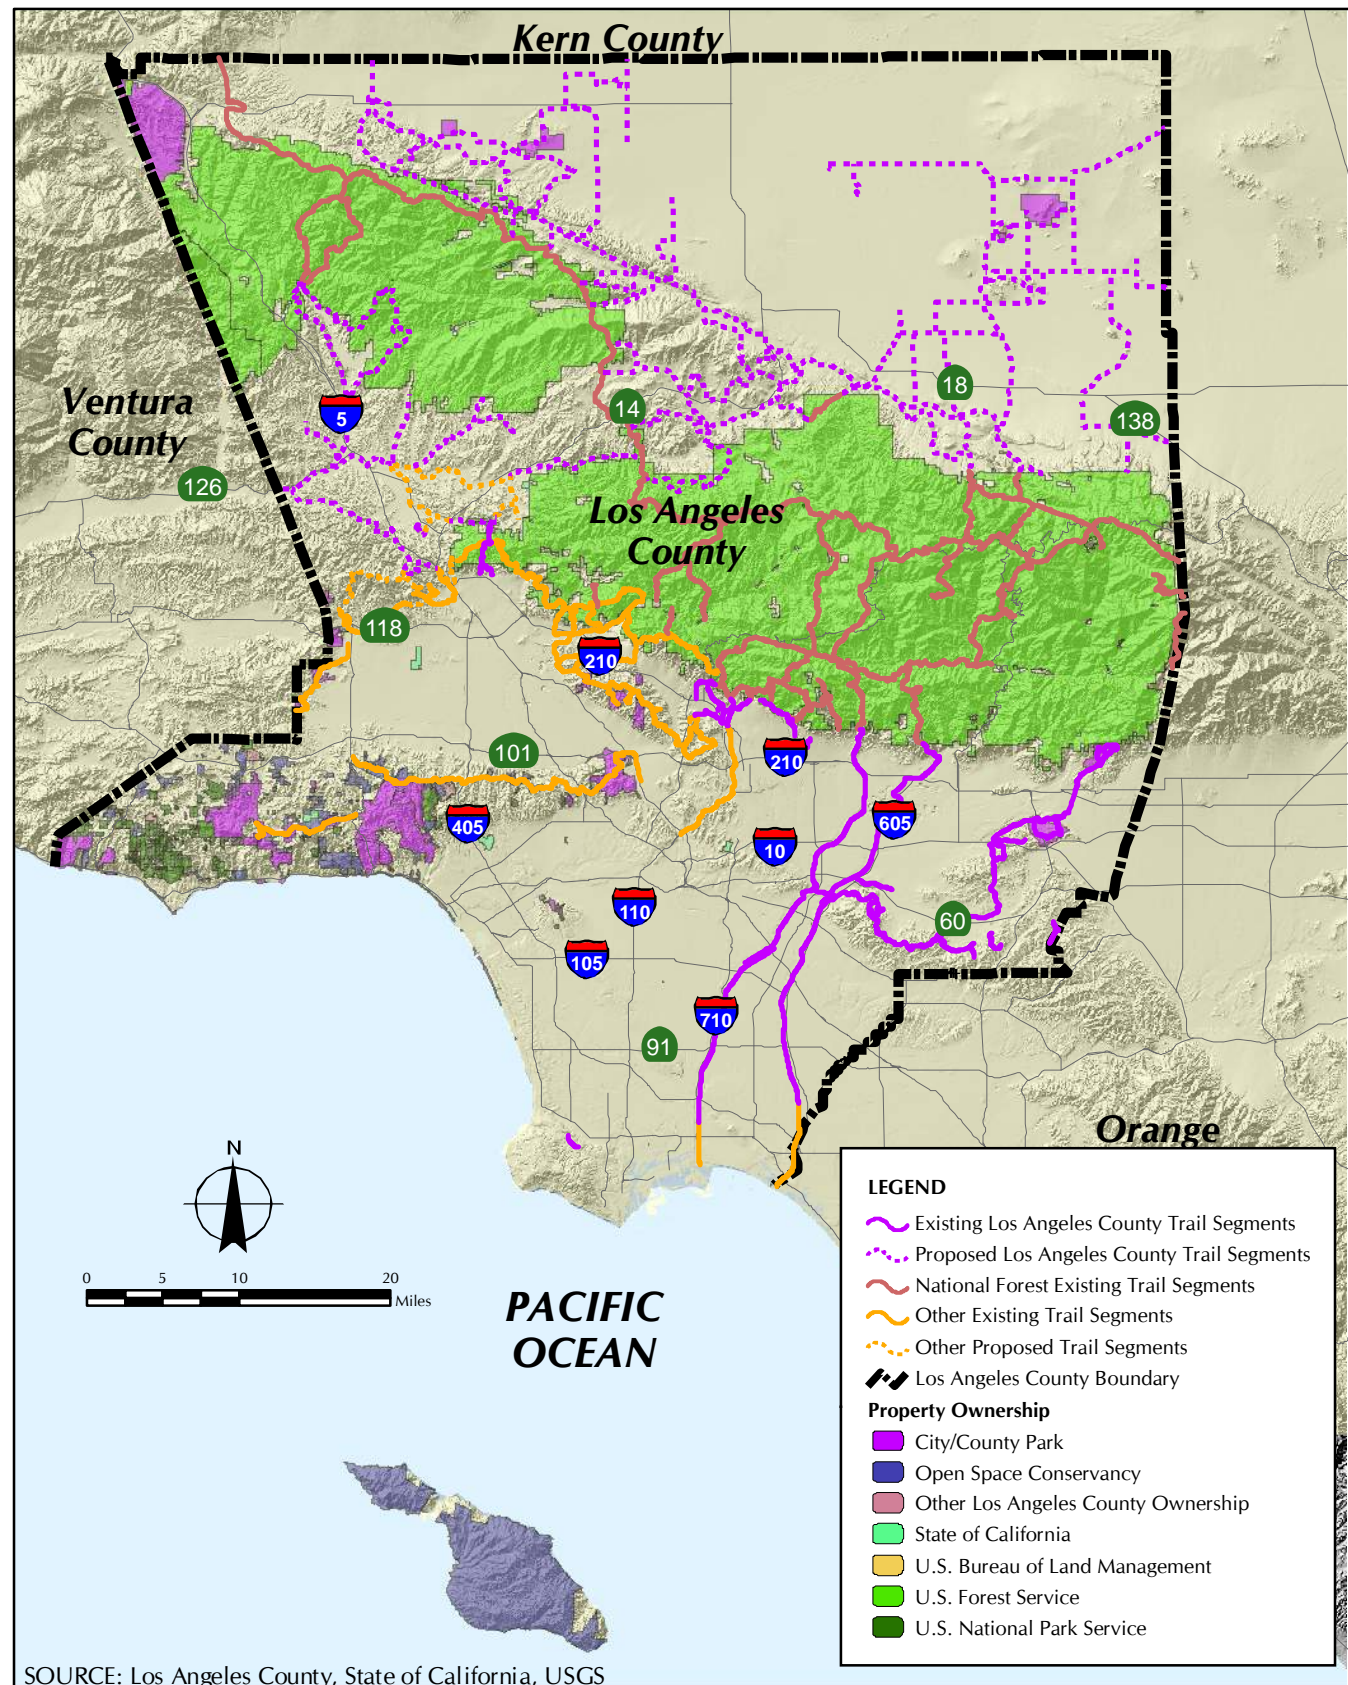 Kern County
Ventura
County
5
14
18
138
126
Los Angeles
County
118
210
101
210
405
605
10
110
60
105
710
91
Orange
N
0 5 10 20
Miles
PACIFIC
OCEAN
LEGEND
Existing Los Angeles County Trail Segments
Proposed Los Angeles County Trail Segments
National Forest Existing Trail Segments
Other Existing Trail Segments
Other Proposed Trail Segments
Los Angeles County Boundary
Property Ownership
City/County Park
Open Space Conservancy
Other Los Angeles County Ownership
State of California
U.S. Bureau of Land Management
U.S. Forest Service
U.S. National Park Service
SOURCE: Los Angeles County, State of California, USGS